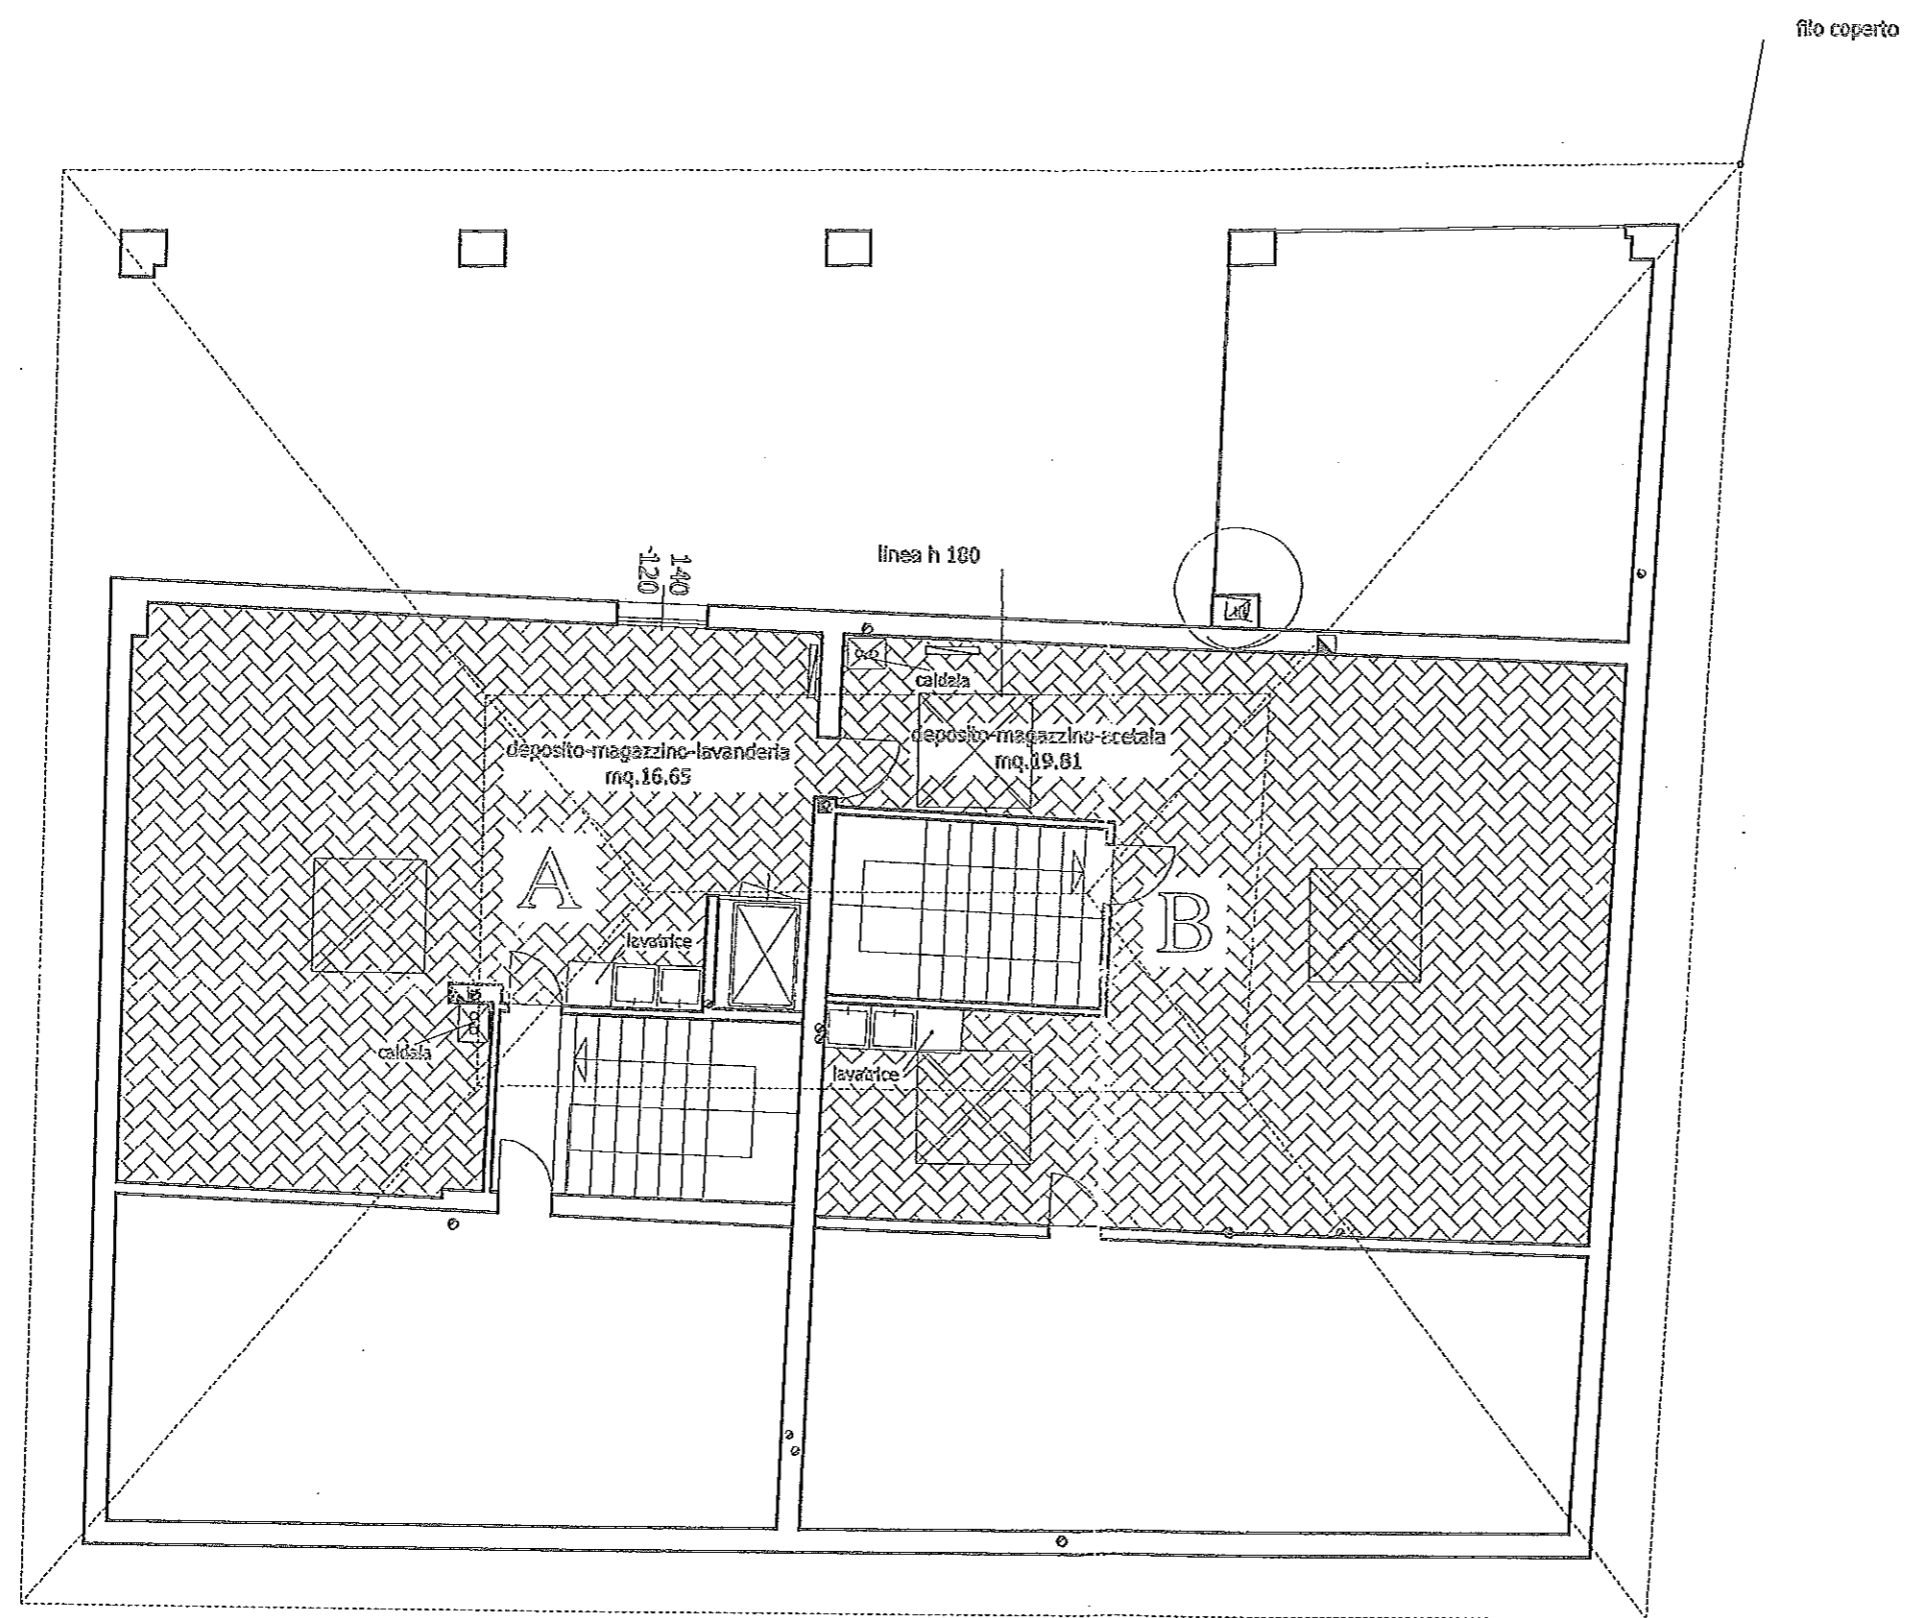 filo coperto
-120
140
linea h 180
caldaia
deposito-magazzino-lavanderia
mq.16.65
deposito-magazzino-acetaia
mq.19.81
A
B
lavatrice
caldaia
lavatrice